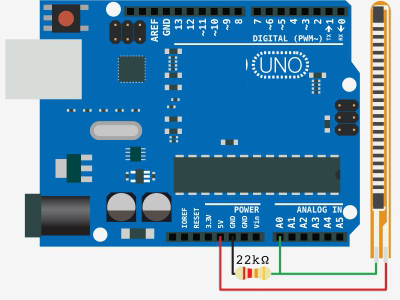 AREF
GND
13
12
~11
~10
~9
8
7
~6
~5
4
~3
2
TX→1
RX←0
DIGITAL (PWM~)
UNO
POWER
ANALOG IN
IOREF
RESET
3.3V
5V
GND
GND
Vin
A0
A1
A2
A3
A4
A5
22kΩ